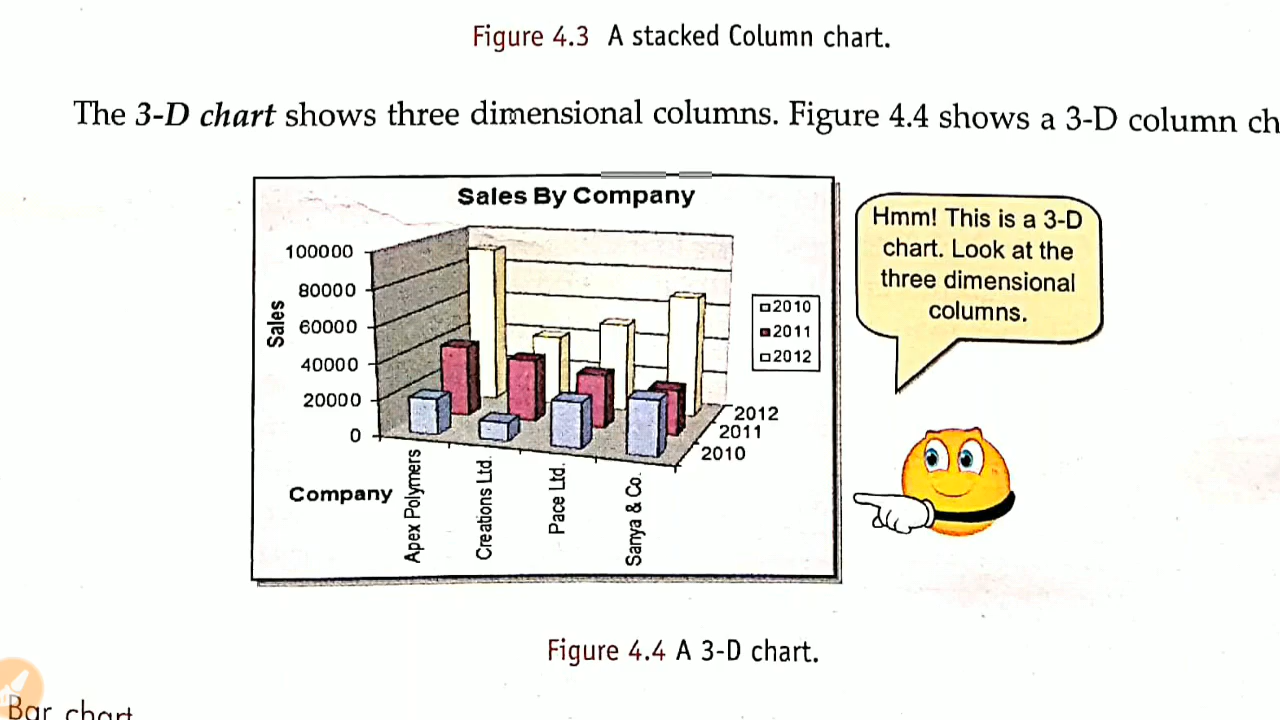 Figure 4.3 A stacked Column chart.
The 3-D chart shows three dimensional columns. Figure 4.4 shows a 3-D column ch
Sales By Company
Hmm! This is a 3-D
chart. Look at the
three dimensional
columns.
Sales
100000
80000
60000
40000
20000
0
2010
2011
2012
2012
2011
2010
Company
Apex Polymers
Creations Ltd.
Pace Ltd.
Sanya & Co.
Figure 4.4 A 3-D chart.
Bar chart